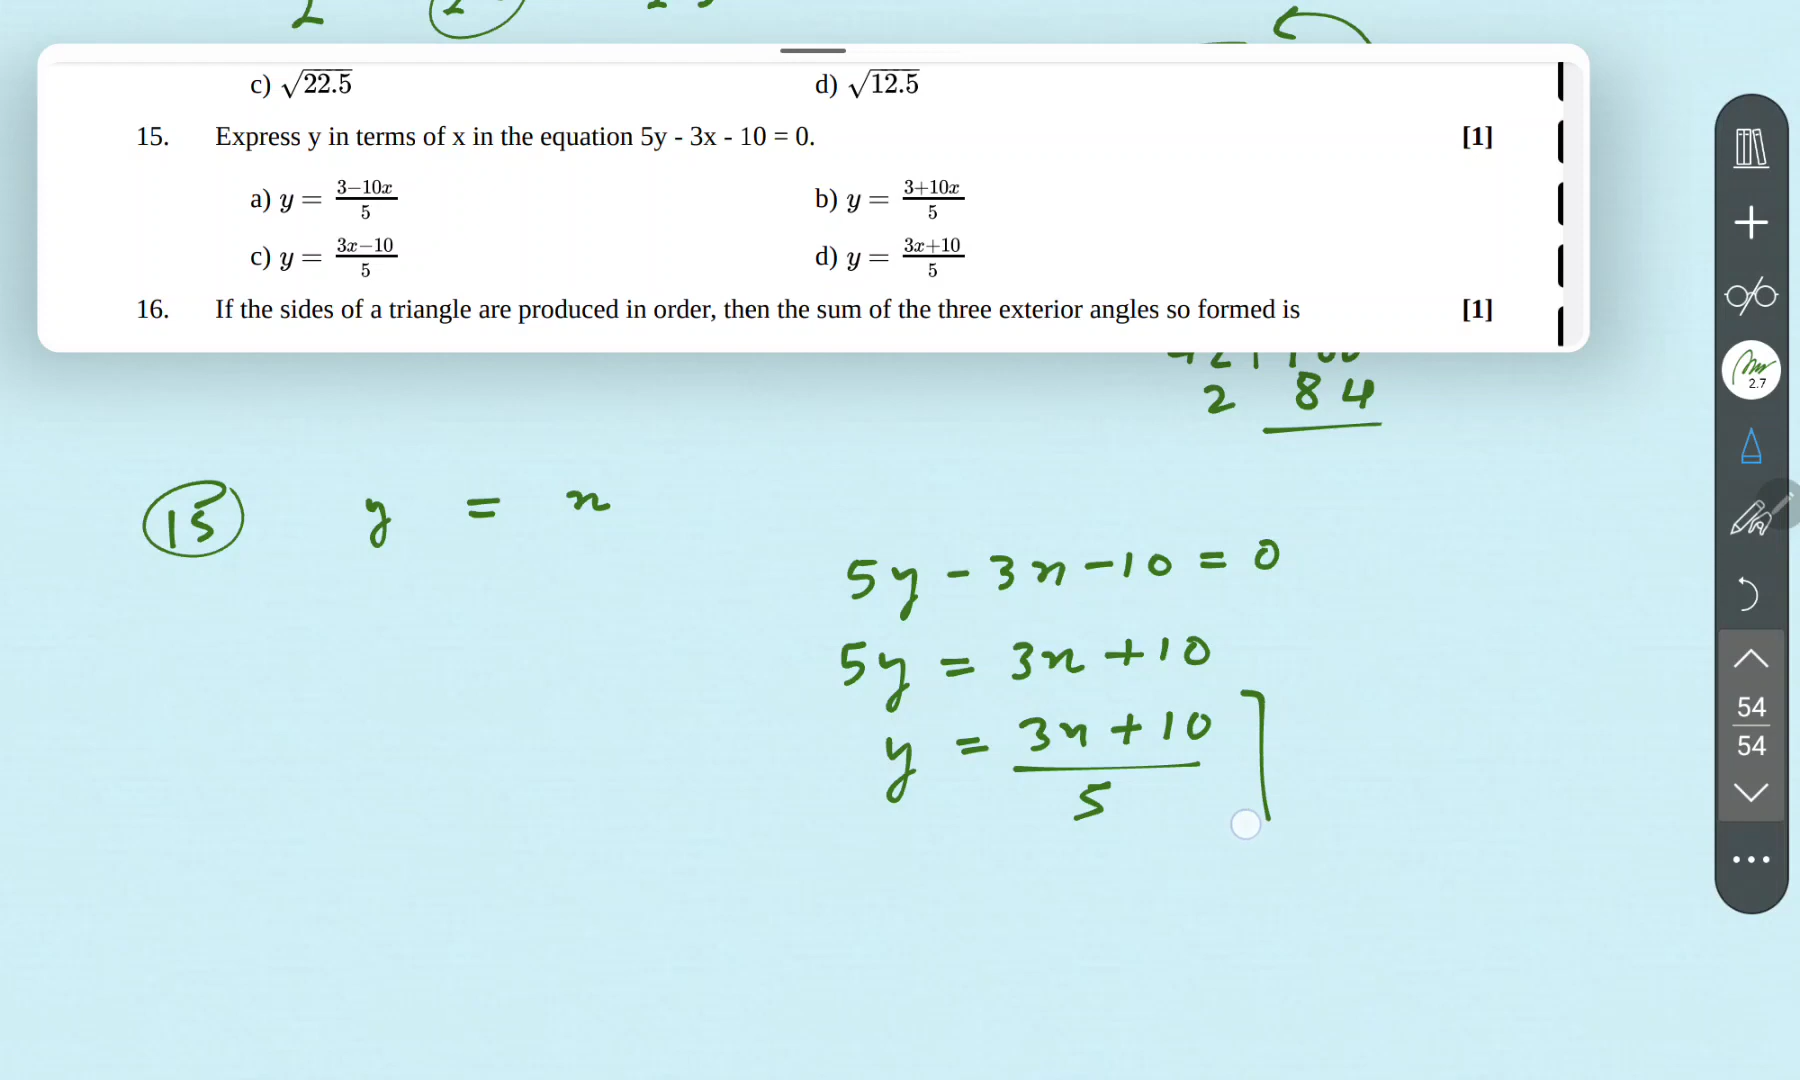 c) √22.5 d) √12.5
15. Express y in terms of x in the equation 5y - 3x - 10 = 0. [1]
a) y = (3−10x)/5 b) y = (3+10x)/5
c) y = (3x−10)/5 d) y = (3x+10)/5
16. If the sides of a triangle are produced in order, then the sum of the three exterior angles so formed is [1]
2 84
15 y = x
5y - 3x - 10 = 0
5y = 3x + 10
y = (3x + 10)/5
2.7
54
54